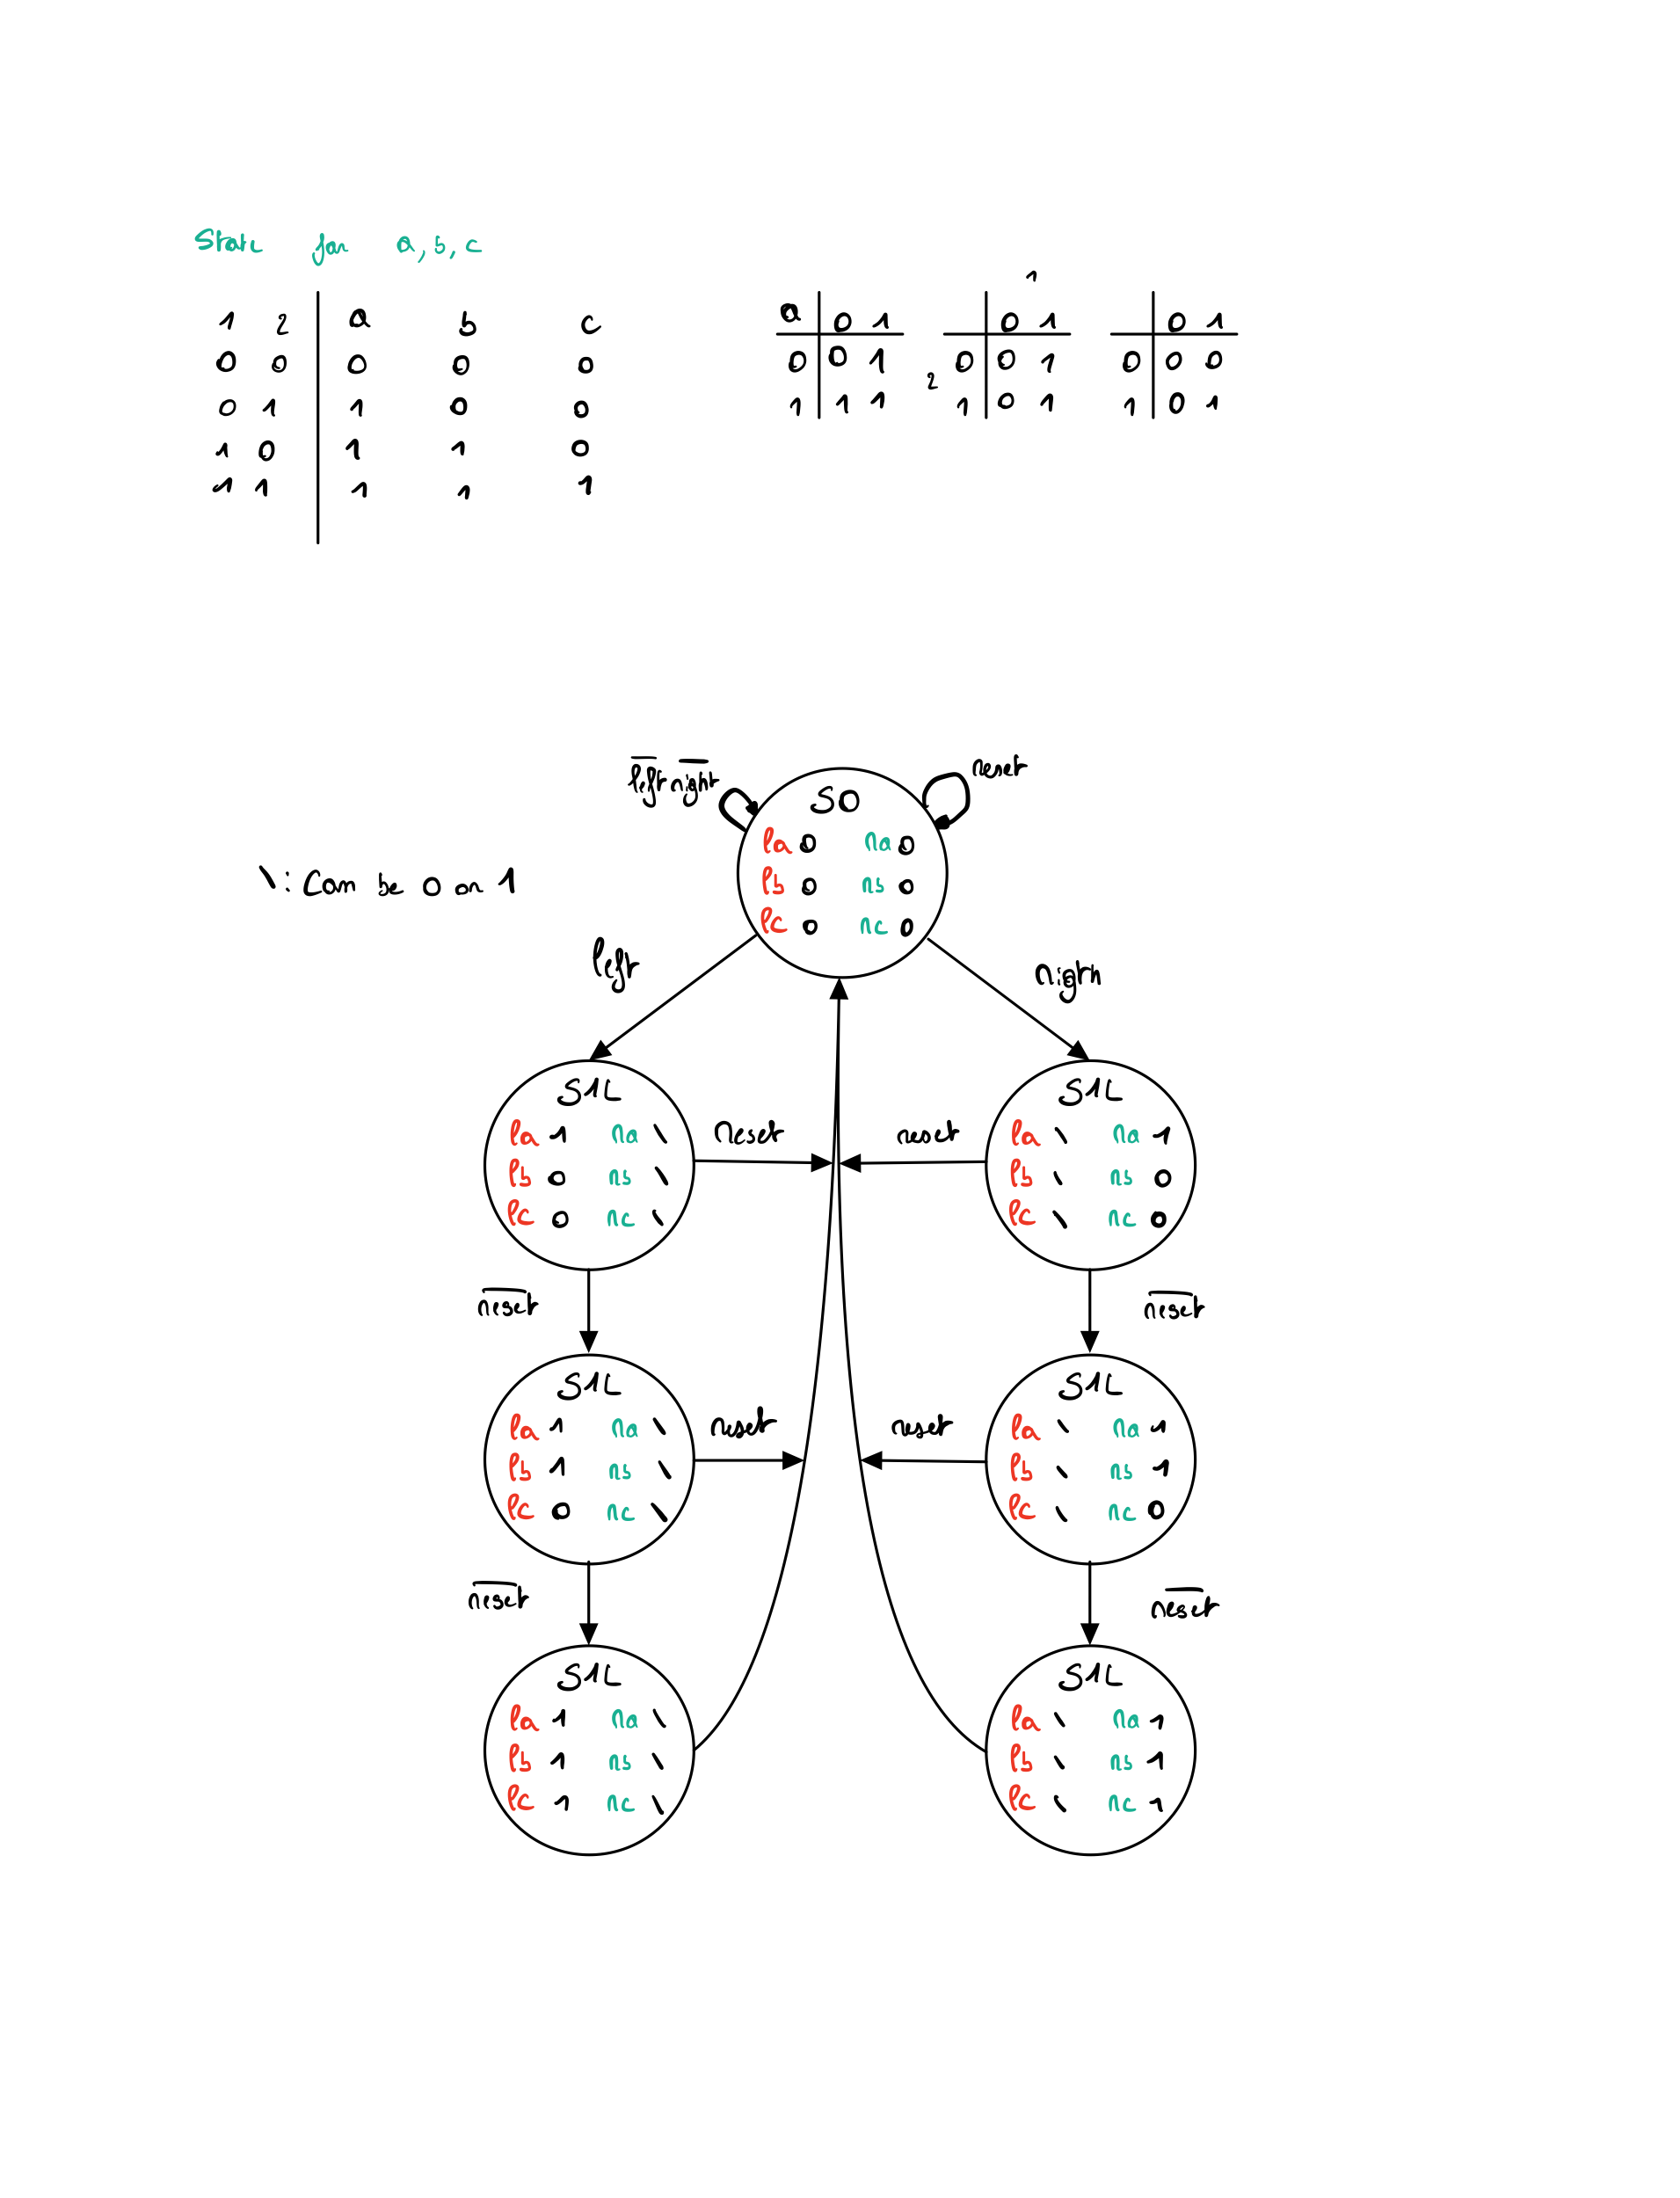 State for a, b, c
1 2 a b c
0 0 0 0 0
0 1 1 0 0
1 0 1 1 0
1 1 1 1 1
1
a 0 1
0 0 1
1 1 1
0 1
0 0 1
2
1 0 1
0 1
0 0 0
1 0 1
left right
reset
S0
la 0 ra 0
lb 0 rb 0
lc 0 rc 0
\: Can be 0 or 1
left
righ
S1L
la 1 ra \
lb 0 rb \
lc 0 rc \
reset
reset
S1L
la \ ra 1
lb \ rb 0
lc \ rc 0
reset
reset
S1L
la 1 ra \
lb 1 rb \
lc 0 rc \
reset
reset
S1L
la \ ra 1
lb \ rb 1
lc \ rc 0
reset
reset
S1L
la 1 ra \
lb 1 rb \
lc 1 rc \
S1L
la \ ra 1
lb \ rb 1
lc \ rc 1